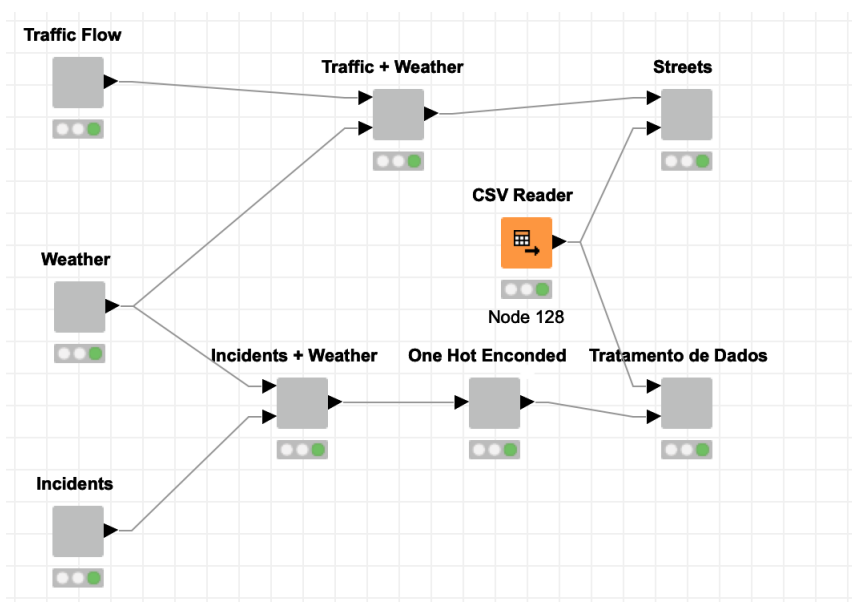 Traffic Flow
Traffic + Weather
Streets
CSV Reader
Weather
Node 128
Incidents + Weather
One Hot Enconded
Tratamento de Dados
Incidents